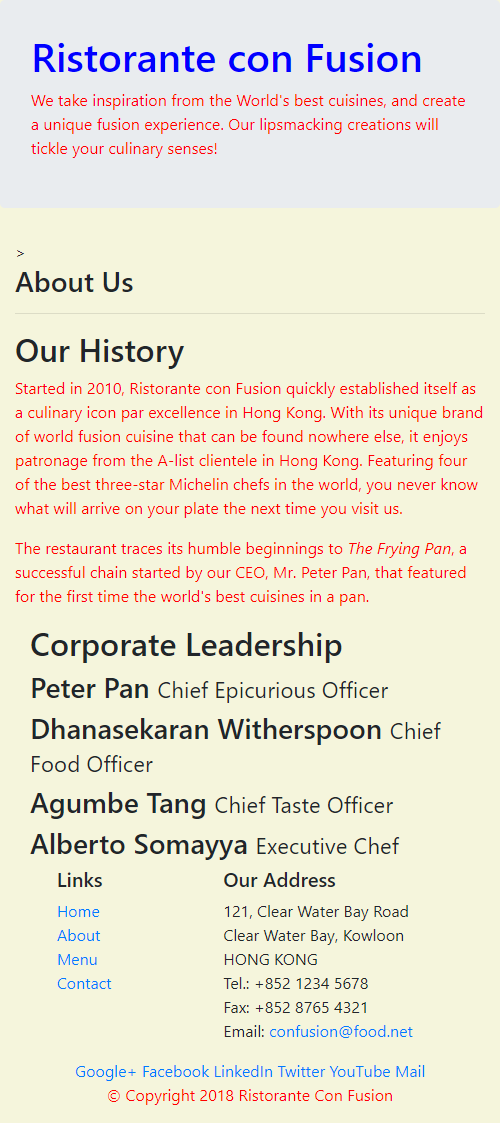 Ristorante con Fusion
We take inspiration from the World's best cuisines, and create
a unique fusion experience. Our lipsmacking creations will
tickle your culinary senses!
>
About Us
Our History
Started in 2010, Ristorante con Fusion quickly established itself as
a culinary icon par excellence in Hong Kong. With its unique brand
of world fusion cuisine that can be found nowhere else, it enjoys
patronage from the A-list clientele in Hong Kong. Featuring four
of the best three-star Michelin chefs in the world, you never know
what will arrive on your plate the next time you visit us.
The restaurant traces its humble beginnings to The Frying Pan, a
successful chain started by our CEO, Mr. Peter Pan, that featured
for the first time the world's best cuisines in a pan.
Corporate Leadership
Peter Pan Chief Epicurious Officer
Dhanasekaran Witherspoon Chief
Food Officer
Agumbe Tang Chief Taste Officer
Alberto Somayya Executive Chef
Links
Home
About
Menu
Contact
Our Address
121, Clear Water Bay Road
Clear Water Bay, Kowloon
HONG KONG
Tel.: +852 1234 5678
Fax: +852 8765 4321
Email: confusion@food.net
Google+ Facebook LinkedIn Twitter YouTube Mail
© Copyright 2018 Ristorante Con Fusion